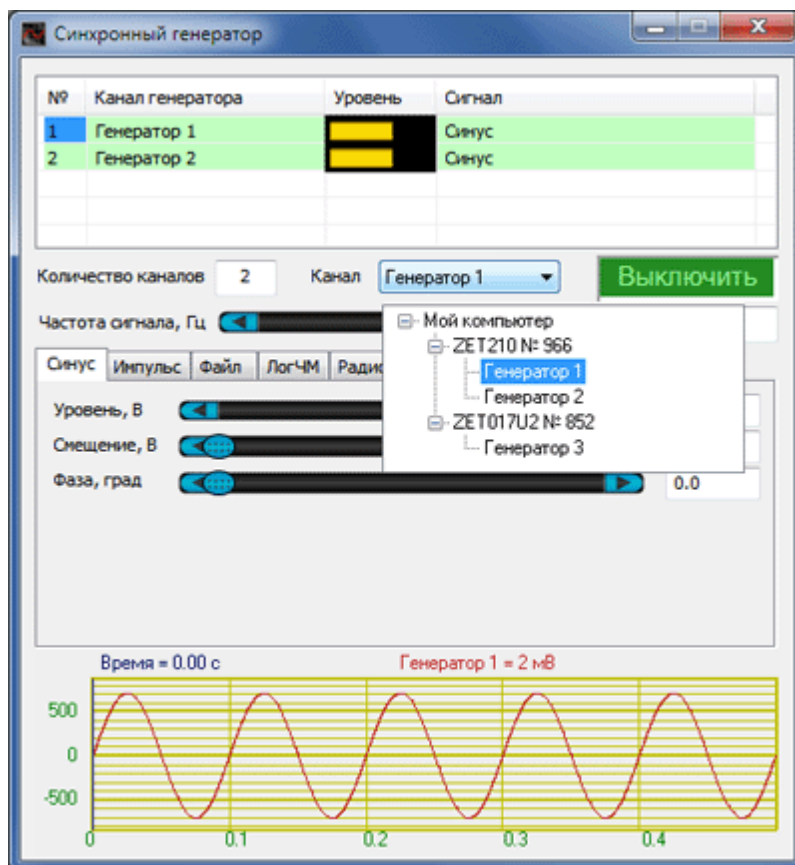 Синхронный генератор
№ Канал генератора Уровень Сигнал
1 Генератор 1 Синус
2 Генератор 2 Синус
Количество каналов 2 Канал Генератор 1 Выключить
Частота сигнала, Гц
Мой компьютер
ZET210 № 966
Генератор 1
Генератор 2
ZET017U2 № 852
Генератор 3
Синус Импульс Файл ЛогЧМ Радио
Уровень, В
Смещение, В
Фаза, град 0.0
Время = 0.00 с Генератор 1 = 2 мВ
500
0
-500
0 0.1 0.2 0.3 0.4